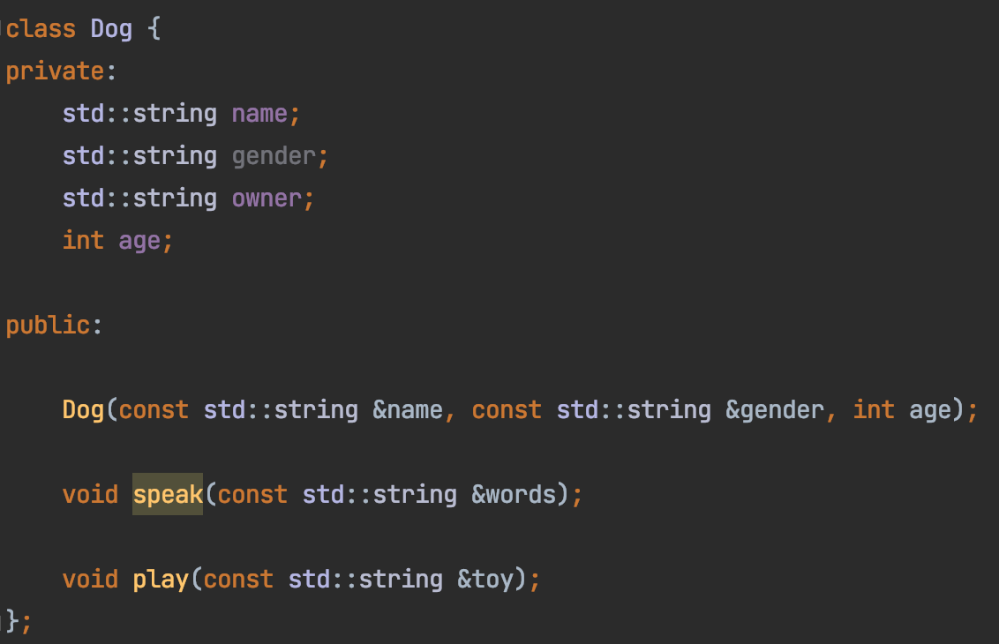 class Dog {
private:
    std::string name;
    std::string gender;
    std::string owner;
    int age;

public:

    Dog(const std::string &name, const std::string &gender, int age);

    void speak(const std::string &words);

    void play(const std::string &toy);
};